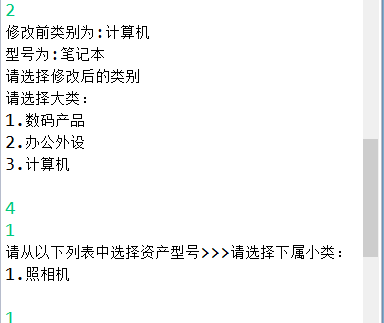 2
修改前类别为:计算机
型号为:笔记本
请选择修改后的类别
请选择大类：
1.数码产品
2.办公外设
3.计算机
4
1
请从以下列表中选择资产型号>>>请选择下属小类：
1.照相机
1